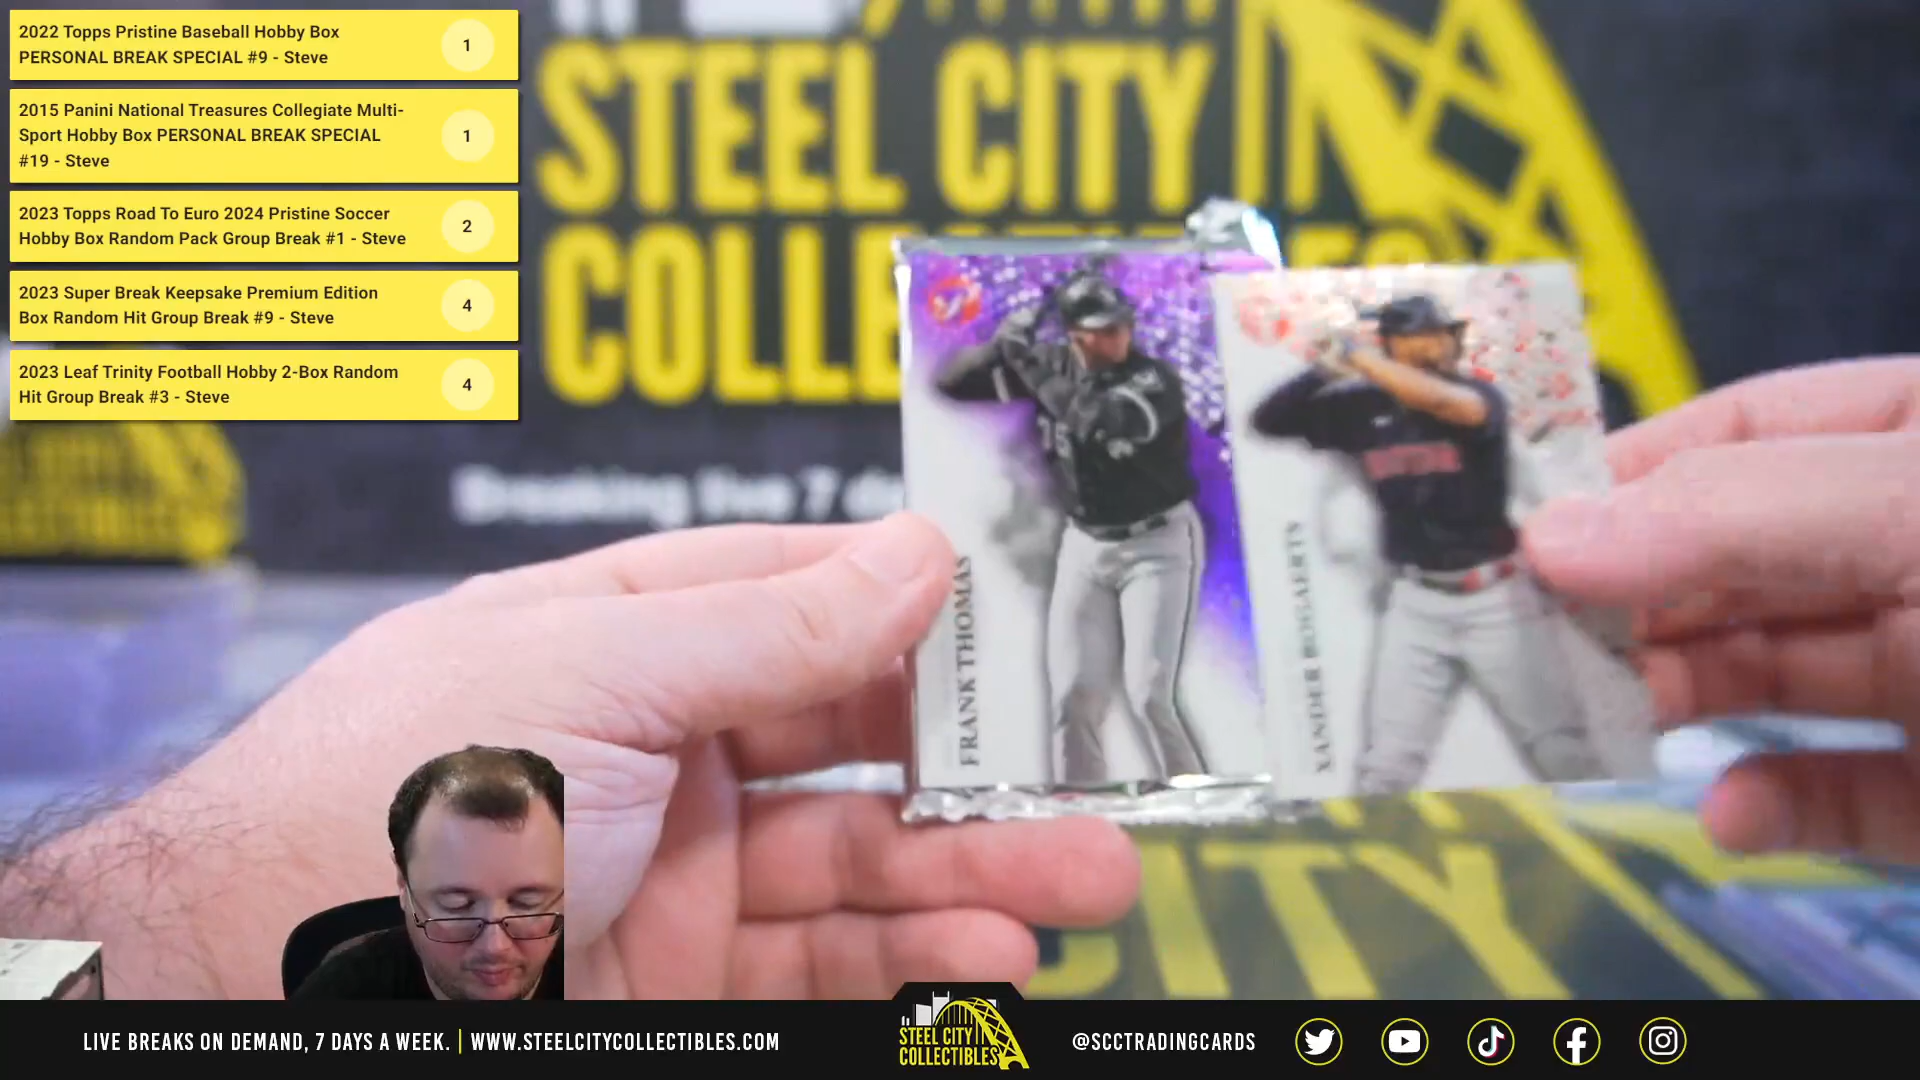 2022 Topps Pristine Baseball Hobby Box
PERSONAL BREAK SPECIAL #9 - Steve
1
2015 Panini National Treasures Collegiate Multi-
Sport Hobby Box PERSONAL BREAK SPECIAL
#19 - Steve
1
2023 Topps Road To Euro 2024 Pristine Soccer
Hobby Box Random Pack Group Break #1 - Steve
2
2023 Super Break Keepsake Premium Edition
Box Random Hit Group Break #9 - Steve
4
2023 Leaf Trinity Football Hobby 2-Box Random
Hit Group Break #3 - Steve
4
STEEL CITY
Breaking live 7
FRANK THOMAS
XANDER BOGAERTS
CITY
LIVE BREAKS ON DEMAND, 7 DAYS A WEEK. | WWW.STEELCITYCOLLECTIBLES.COM
STEEL CITY
COLLECTIBLES
@SCCTRADINGCARDS